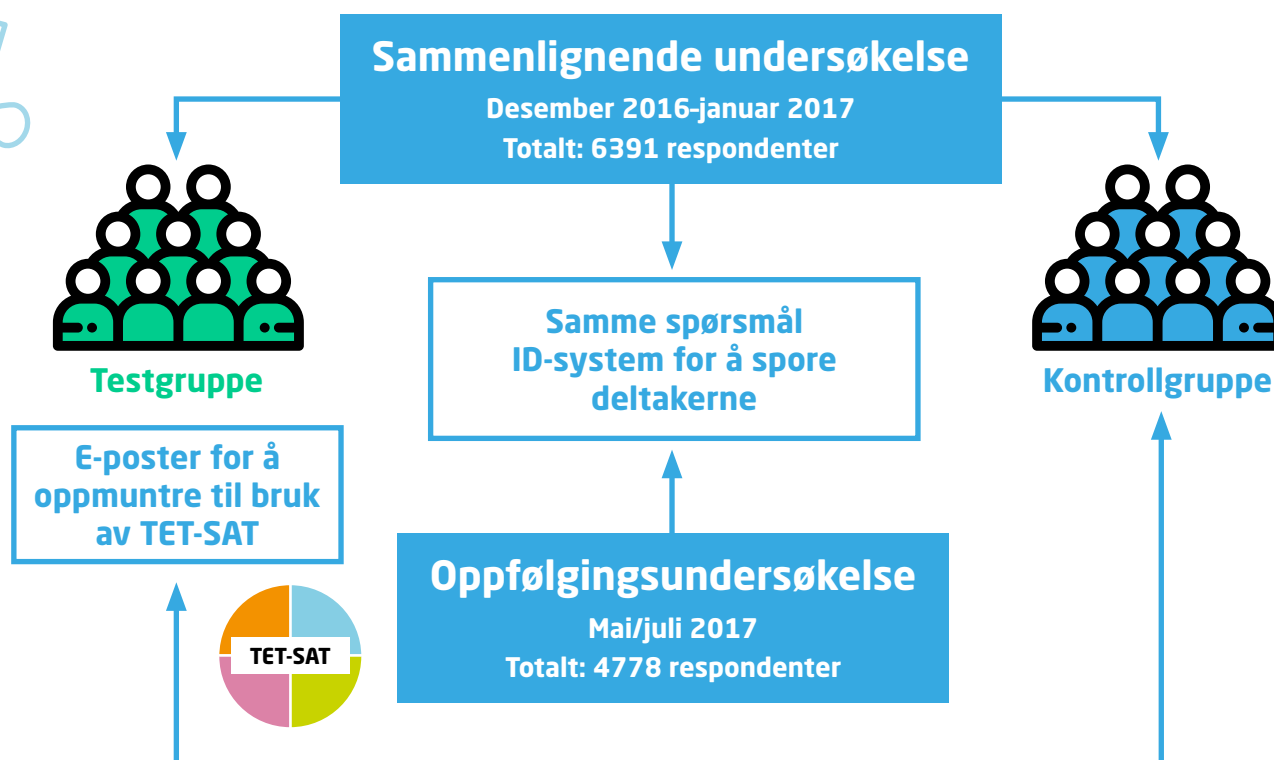 Sammenlignende undersøkelse
Desember 2016–januar 2017
Totalt: 6391 respondenter
Testgruppe
Samme spørsmål
ID-system for å spore
deltakerne
Kontrollgruppe
E-poster for å
oppmuntre til bruk
av TET-SAT
TET-SAT
Oppfølgingsundersøkelse
Mai/juli 2017
Totalt: 4778 respondenter